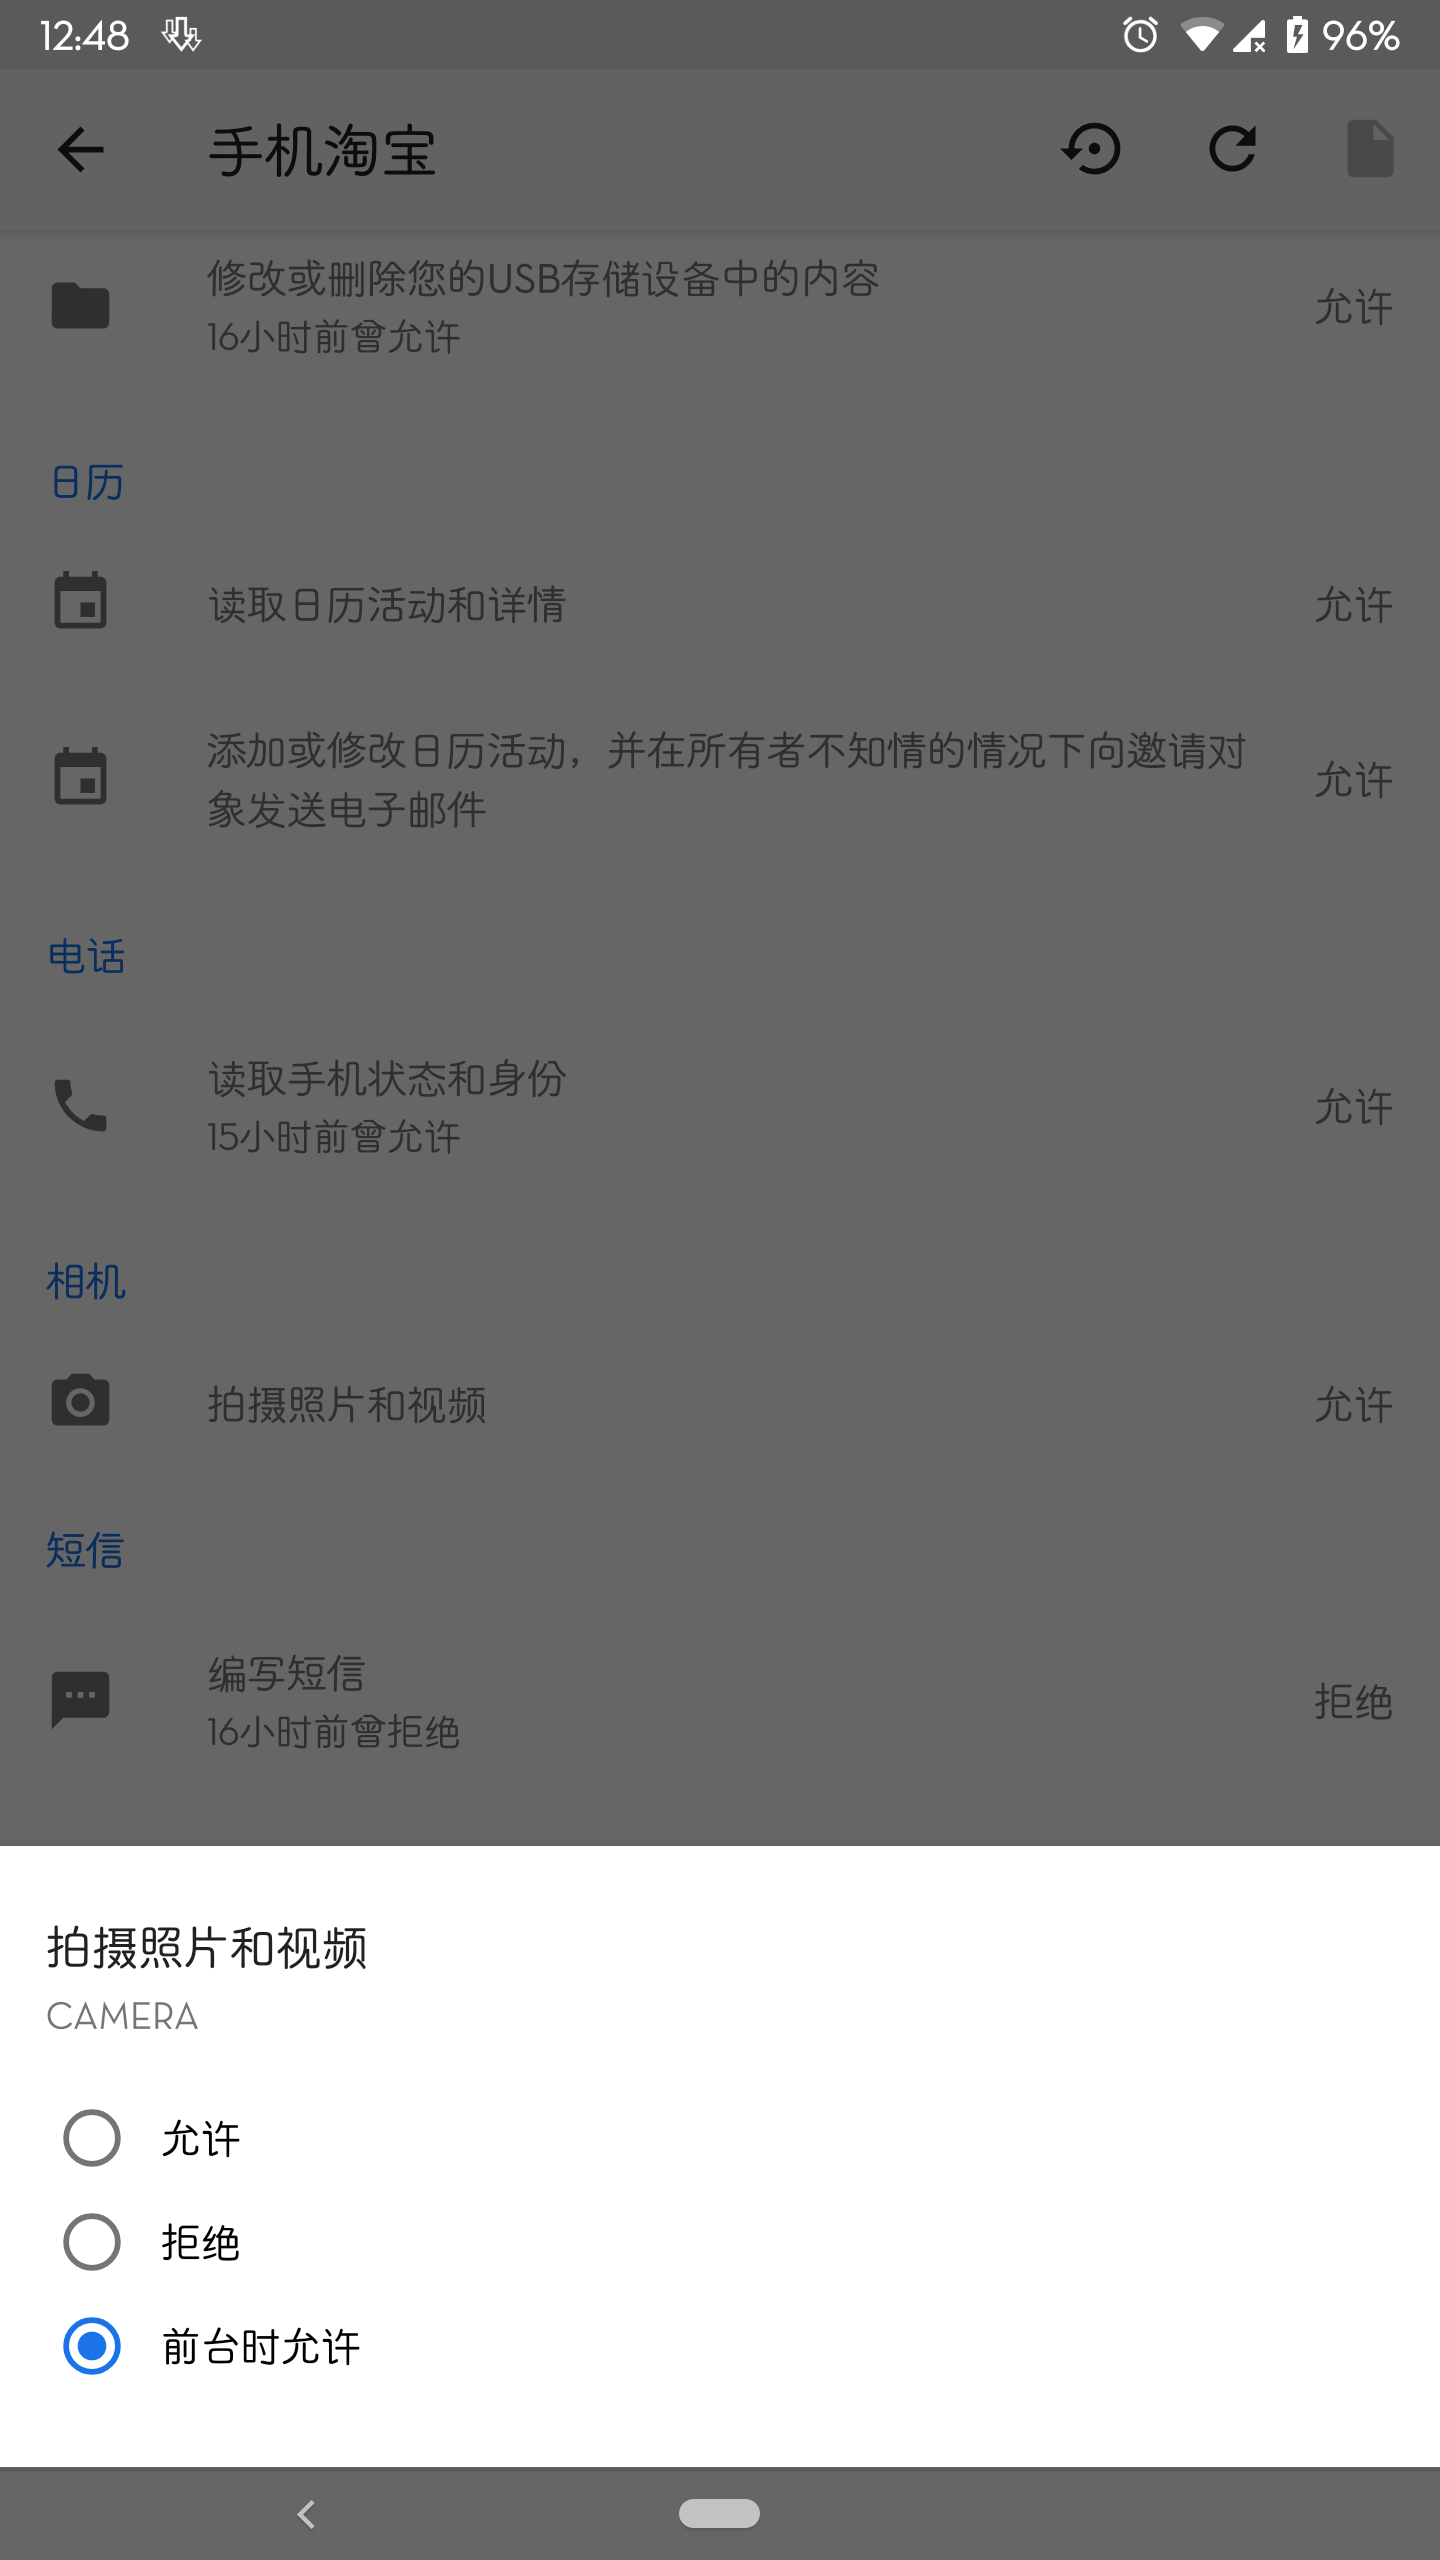 12:48
96%
手机淘宝
修改或删除您的USB存储设备中的内容
16小时前曾允许
允许
日历
读取日历活动和详情
允许
添加或修改日历活动，并在所有者不知情的情况下向邀请对
象发送电子邮件
允许
电话
读取手机状态和身份
15小时前曾允许
允许
相机
拍摄照片和视频
允许
短信
编写短信
16小时前曾拒绝
拒绝
拍摄照片和视频
CAMERA
允许
拒绝
前台时允许